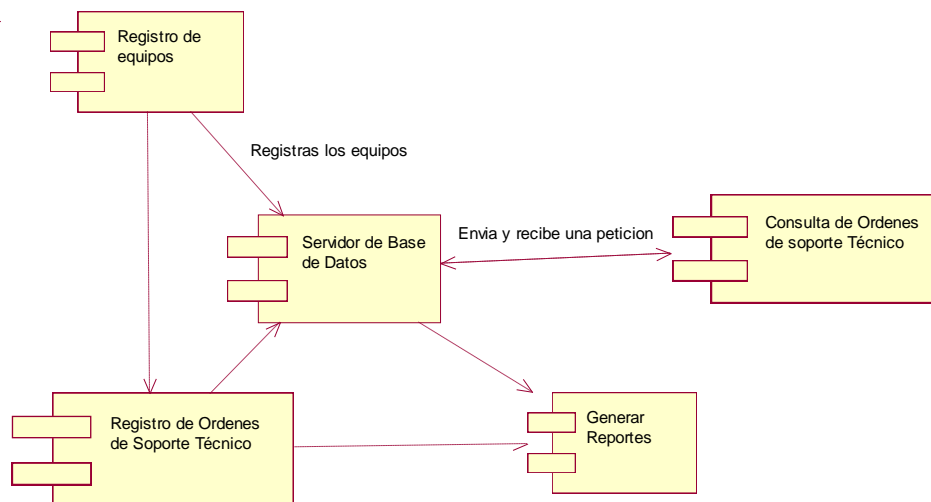 Registro de
equipos
Registras los equipos
Servidor de Base
de Datos
Envia y recibe una peticion
Consulta de Ordenes
de soporte Técnico
Registro de Ordenes
de Soporte Técnico
Generar
Reportes